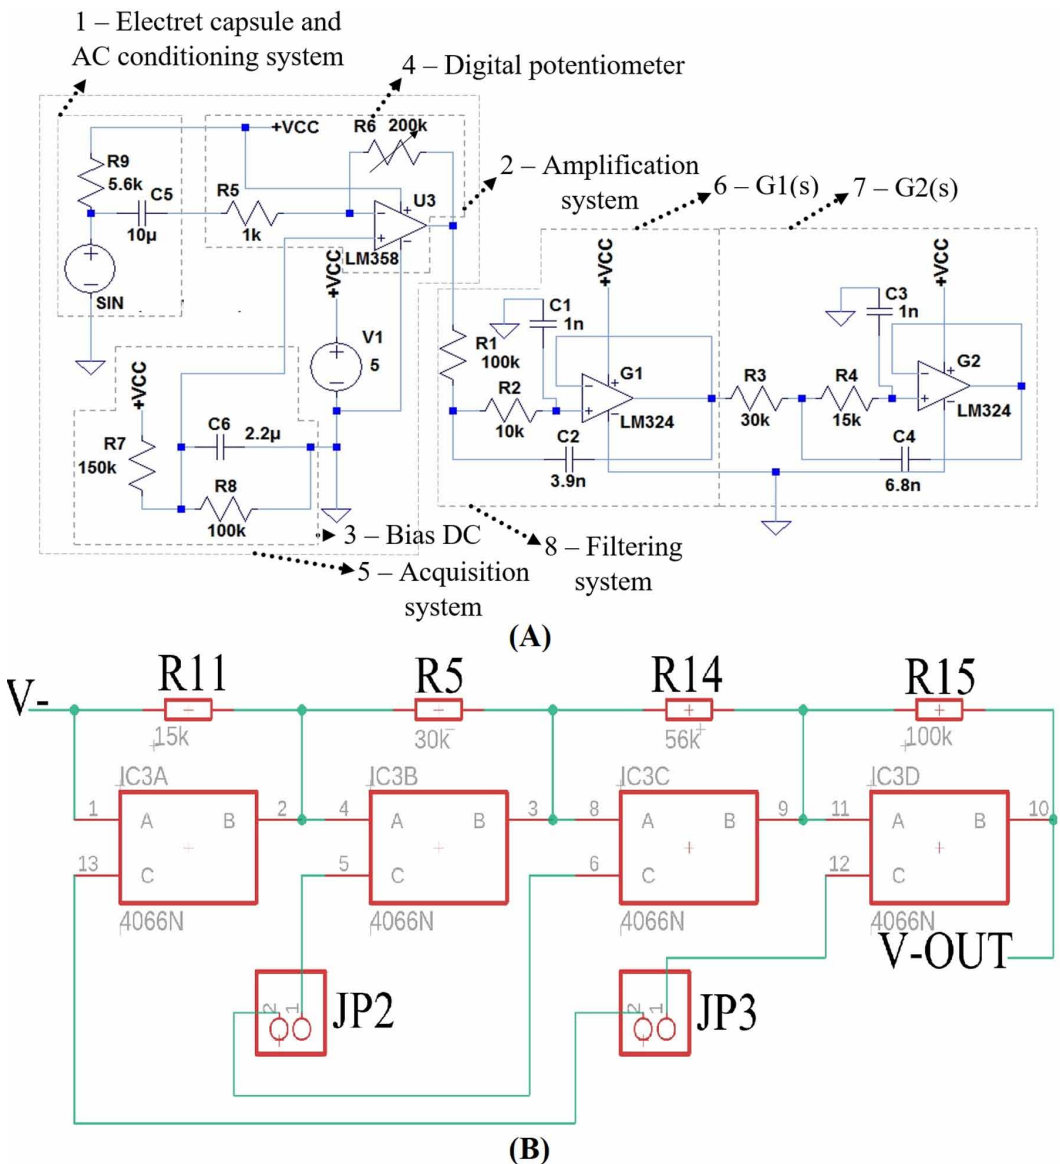 1 – Electret capsule and
AC conditioning system
4 – Digital potentiometer
2 – Amplification
system
6 – G1(s)
7 – G2(s)
+VCC
R6
200k
R9
5.6k
C5
10µ
R5
1k
U3
LM358
SIN
+VCC
V1
5
+VCC
R7
150k
C6
2.2µ
R8
100k
3 – Bias DC
5 – Acquisition
system
8 – Filtering
system
R1
100k
R2
10k
C1
1n
+VCC
G1
LM324
C2
3.9n
R3
30k
R4
15k
C3
1n
+VCC
G2
LM324
C4
6.8n
(A)
V-
R11
15k
R5
30k
R14
56k
R15
100k
IC3A
1 A B 2
13 C
4066N
IC3B
4 A B 3
5 C
4066N
IC3C
8 A B 9
6 C
4066N
IC3D
11 A B 10
12 C
4066N
V-OUT
2 1
JP2
2 1
JP3
(B)